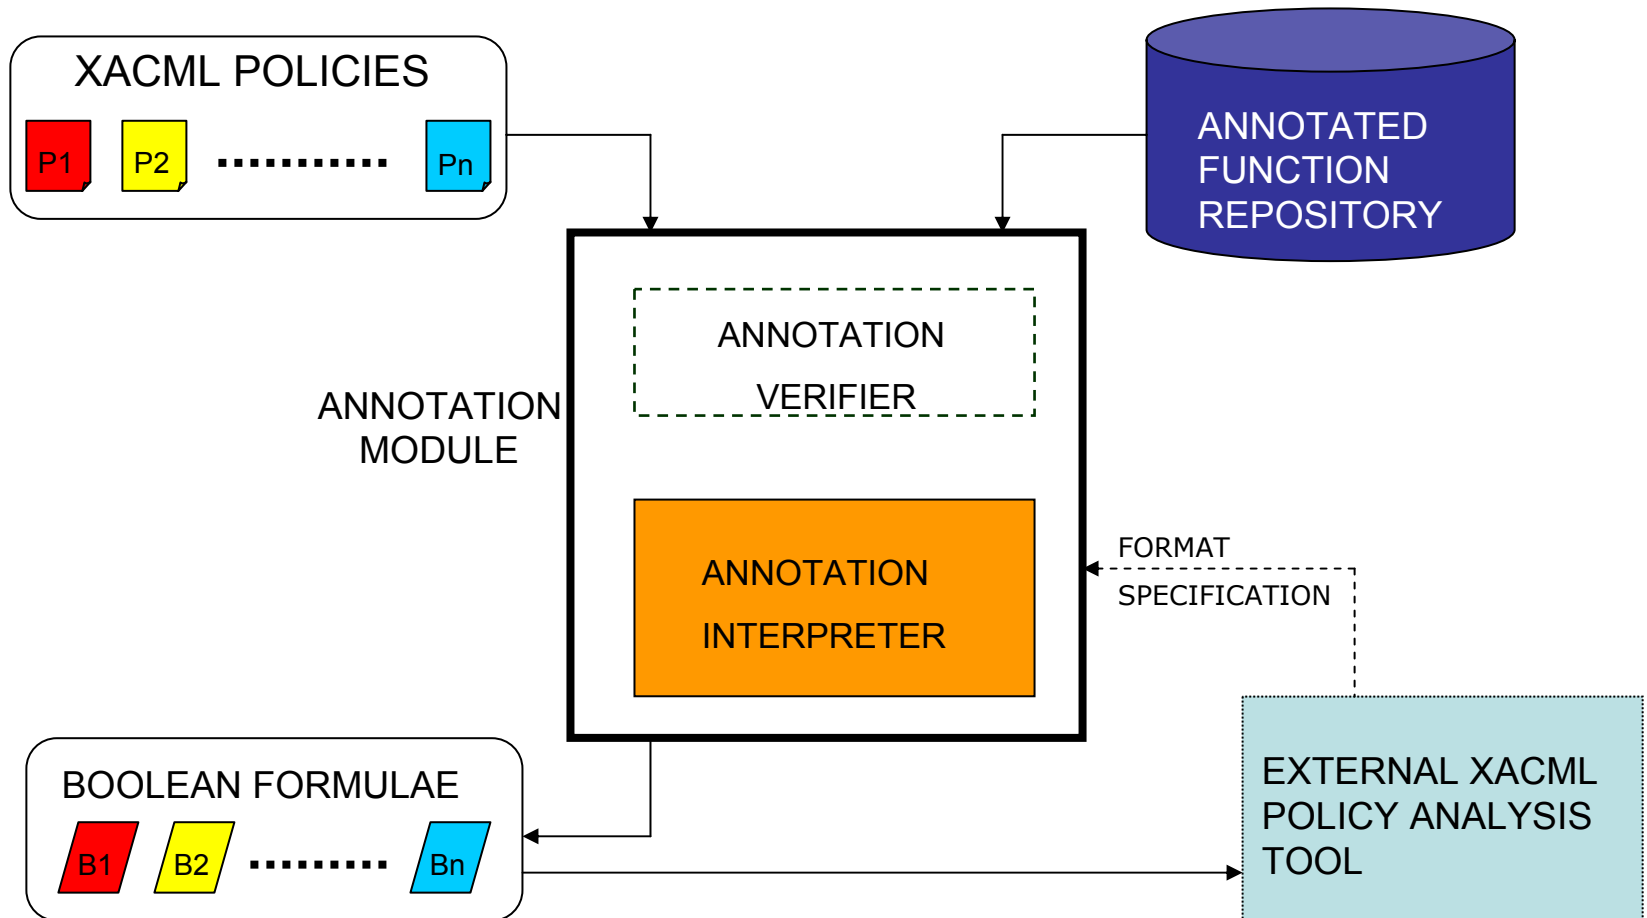 XACML POLICIES
P1 P2 Pn
ANNOTATED
FUNCTION
REPOSITORY
ANNOTATION
VERIFIER
ANNOTATION
MODULE
ANNOTATION
INTERPRETER
FORMAT
SPECIFICATION
BOOLEAN FORMULAE
B1 B2 Bn
EXTERNAL XACML
POLICY ANALYSIS
TOOL